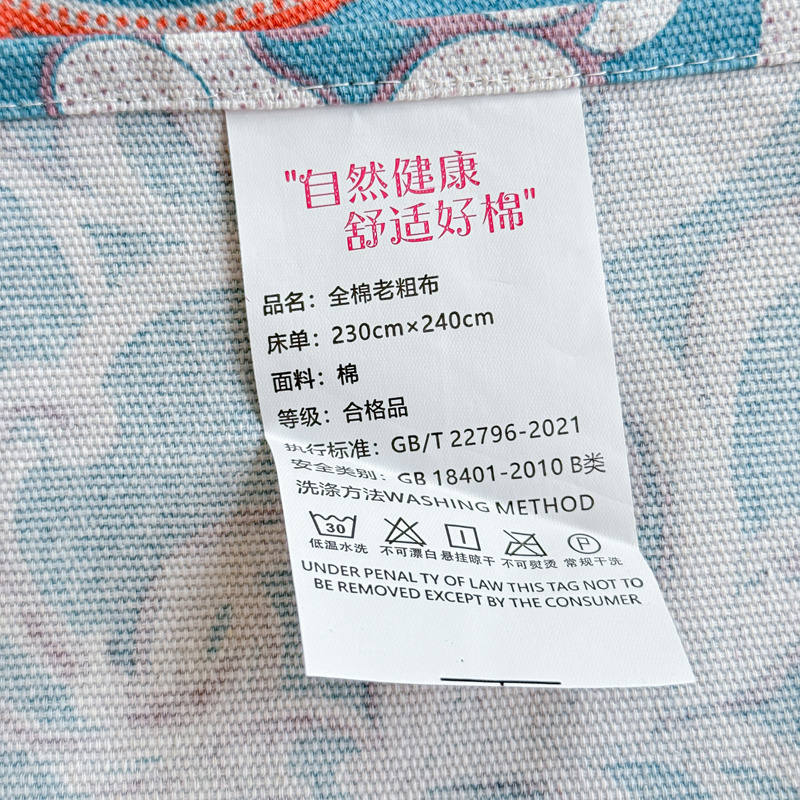 "自然健康
舒适好棉"
品名：全棉老粗布
床单：230cm×240cm
面料：棉
等级：合格品
执行标准：GB/T 22796-2021
安全类别：GB 18401-2010 B类
洗涤方法WASHING METHOD
30 P
低温水洗 不可漂白 悬挂晾干 不可熨烫 常规干洗
UNDER PENAL TY OF LAW THIS TAG NOT TO
BE REMOVED EXCEPT BY THE CONSUMER